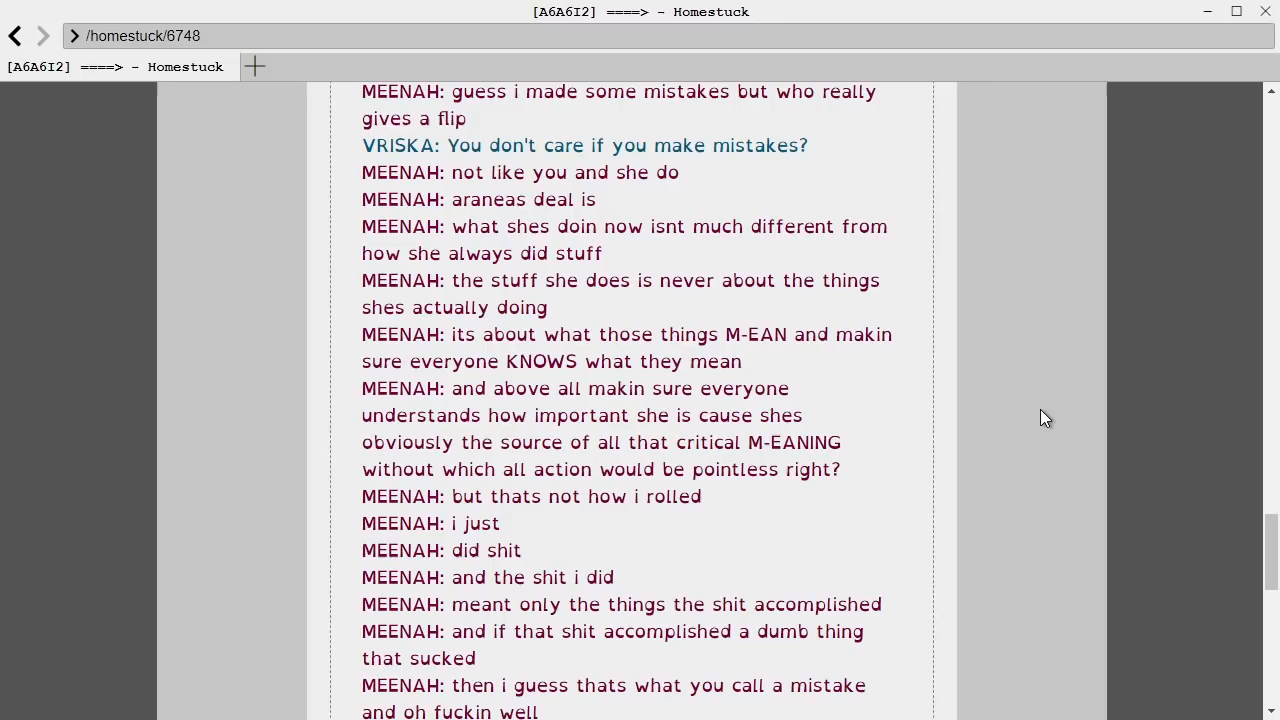 [A6A6I2] ====> - Homestuck
/homestuck/6748
[A6A6I2] ====> - Homestuck
MEENAH: guess i made some mistakes but who really
gives a flip
VRISKA: You don't care if you make mistakes?
MEENAH: not like you and she do
MEENAH: araneas deal is
MEENAH: what shes doin now isnt much different from
how she always did stuff
MEENAH: the stuff she does is never about the things
shes actually doing
MEENAH: its about what those things M-EAN and makin
sure everyone KNOWS what they mean
MEENAH: and above all makin sure everyone
understands how important she is cause shes
obviously the source of all that critical M-EANING
without which all action would be pointless right?
MEENAH: but thats not how i rolled
MEENAH: i just
MEENAH: did shit
MEENAH: and the shit i did
MEENAH: meant only the things the shit accomplished
MEENAH: and if that shit accomplished a dumb thing
that sucked
MEENAH: then i guess thats what you call a mistake
and oh fuckin well